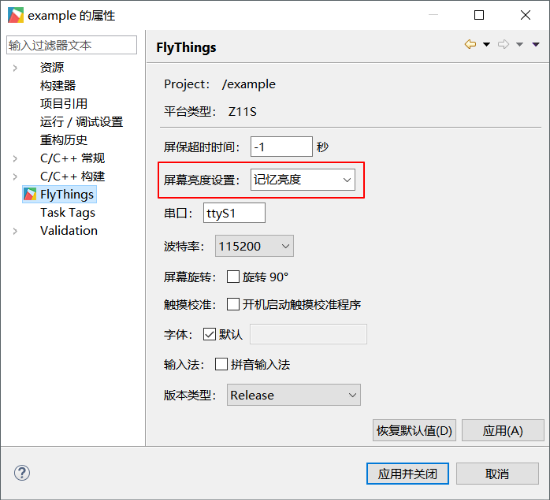 example 的属性
输入过滤器文本
资源
构建器
项目引用
运行 / 调试设置
重构历史
C/C++ 常规
C/C++ 构建
FlyThings
Task Tags
Validation
FlyThings
Project: /example
平台类型: Z11S
屏保超时时间: -1 秒
屏幕亮度设置: 记忆亮度
串口: ttyS1
波特率: 115200
屏幕旋转: 旋转 90°
触摸校准: 开机启动触摸校准程序
字体: 默认
输入法: 拼音输入法
版本类型: Release
恢复默认值(D) 应用(A)
应用并关闭 取消